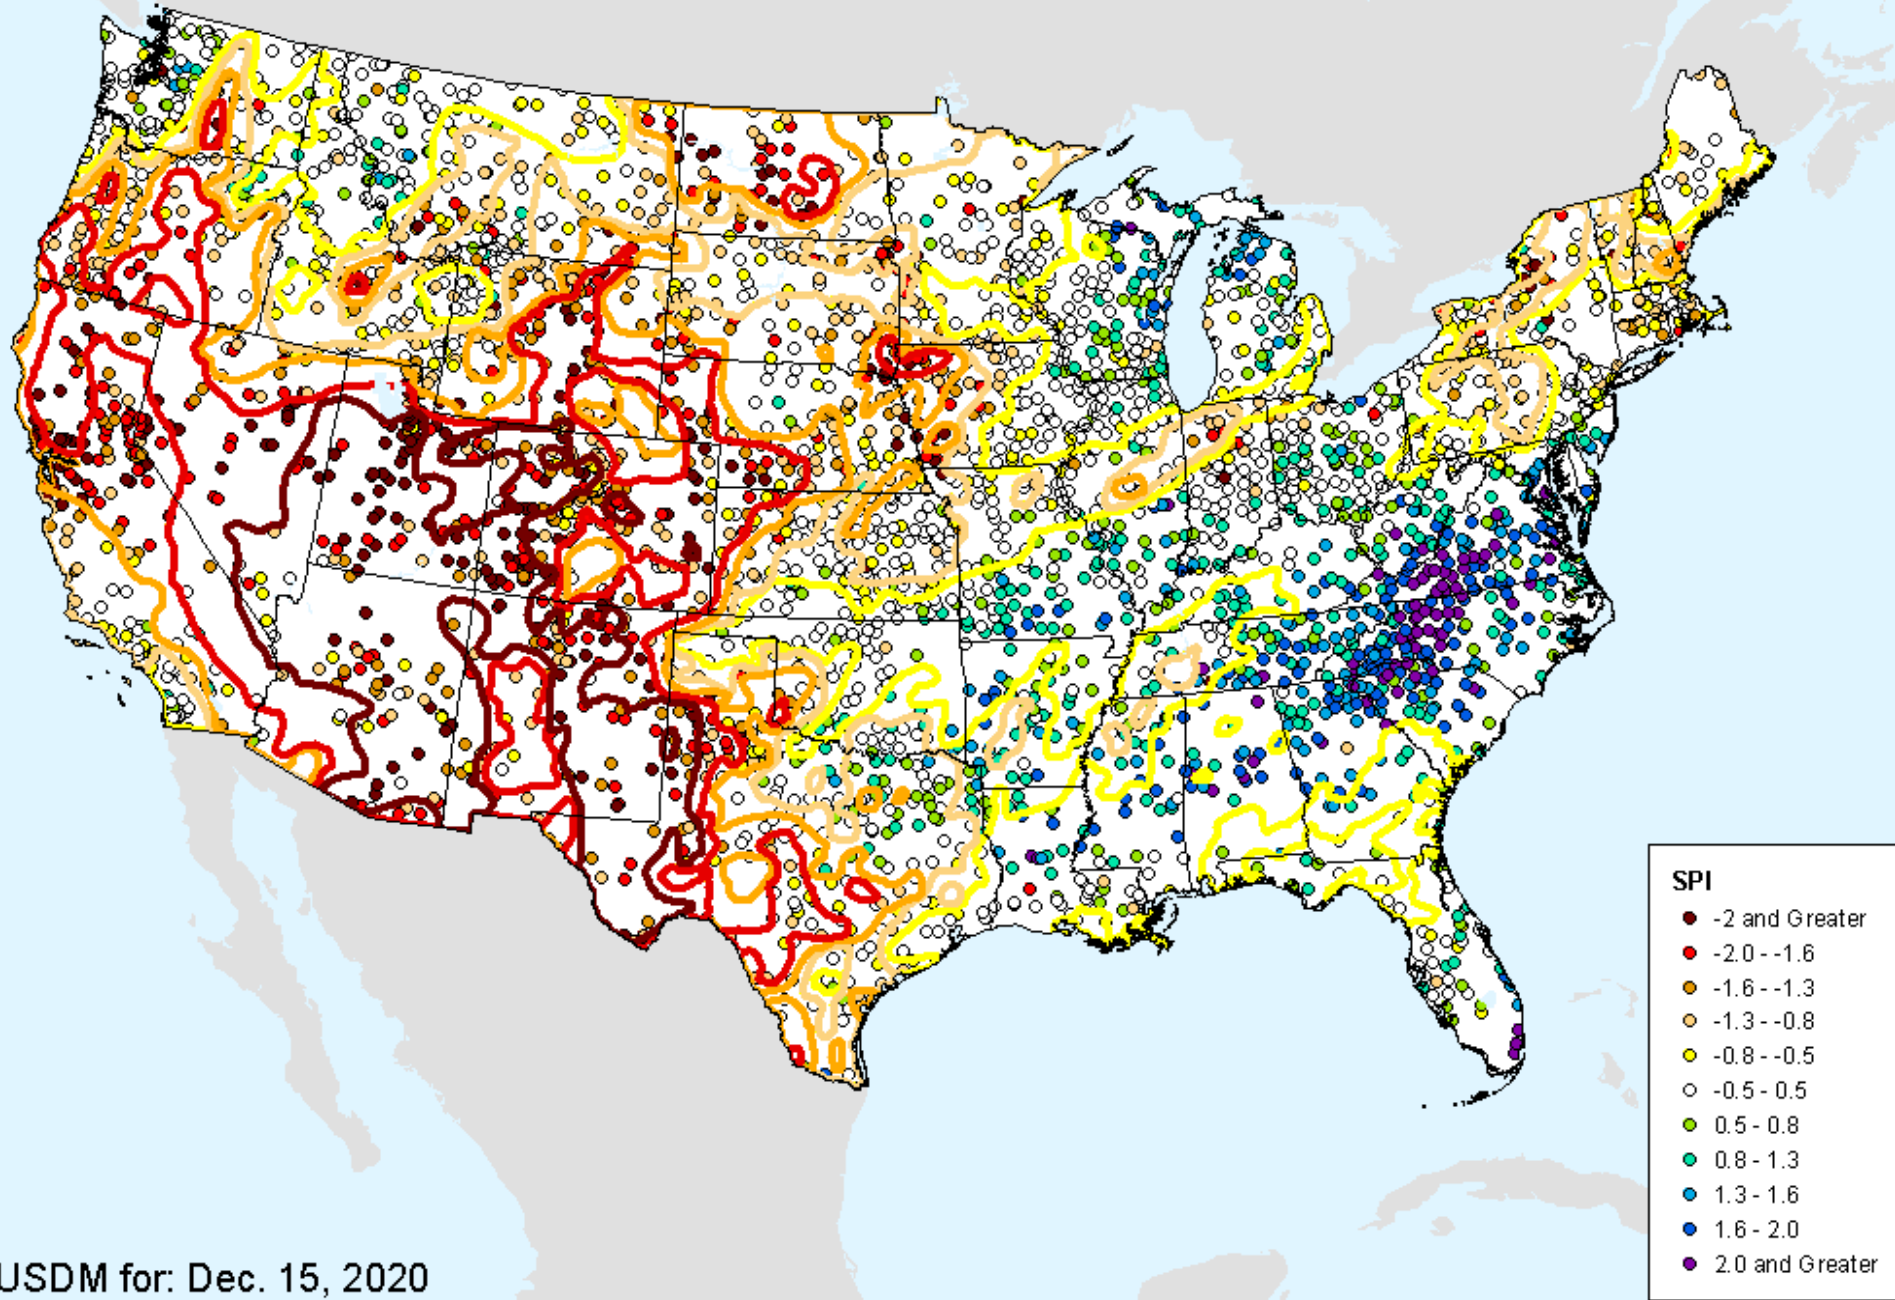 SPI
-2 and Greater
-2.0 - -1.6
-1.6 - -1.3
-1.3 - -0.8
-0.8 - -0.5
-0.5 - 0.5
0.5 - 0.8
0.8 - 1.3
1.3 - 1.6
1.6 - 2.0
2.0 and Greater
USDM for: Dec. 15, 2020